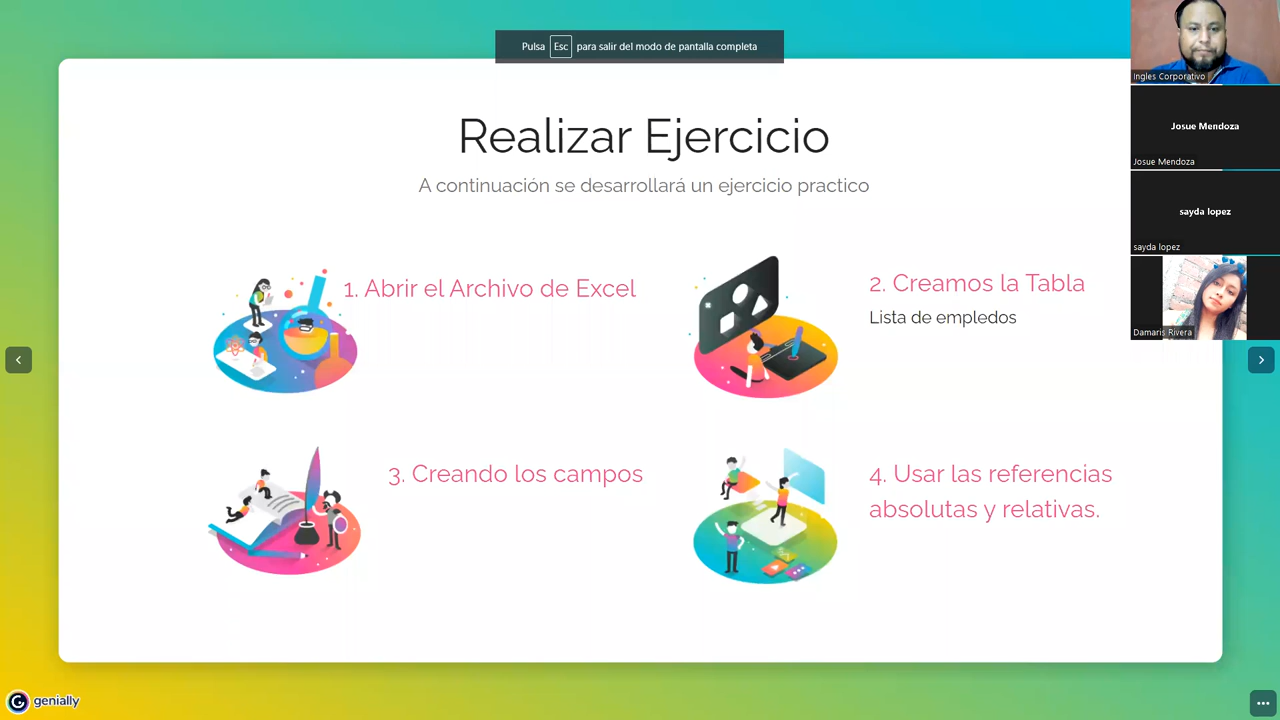 Pulsa Esc para salir del modo de pantalla completa
Realizar Ejercicio
A continuación se desarrollará un ejercicio practico
1. Abrir el Archivo de Excel
2. Creamos la Tabla
Lista de empledos
3. Creando los campos
4. Usar las referencias
absolutas y relativas.
Ingles Corporativo
Josue Mendoza
Josue Mendoza
sayda lopez
sayda lopez
Damaris Rivera
genially